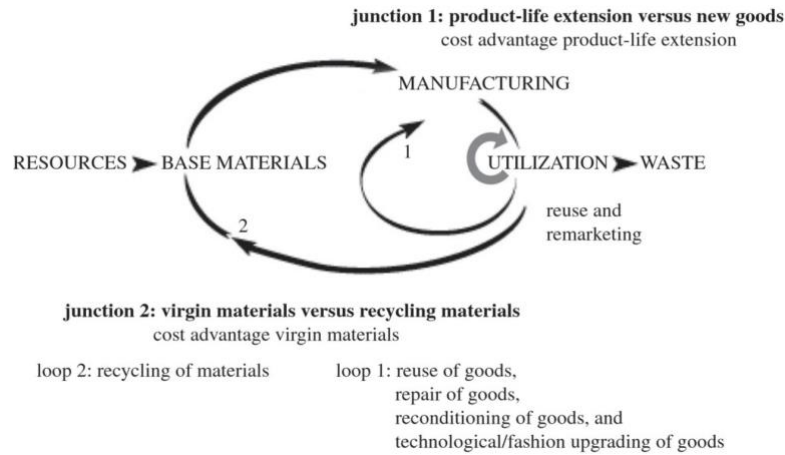 junction 1: product-life extension versus new goods
cost advantage product-life extension
MANUFACTURING
1
RESOURCES
BASE MATERIALS
UTILIZATION
WASTE
reuse and
remarketing
2
junction 2: virgin materials versus recycling materials
cost advantage virgin materials
loop 2: recycling of materials
loop 1: reuse of goods,
repair of goods,
reconditioning of goods, and
technological/fashion upgrading of goods